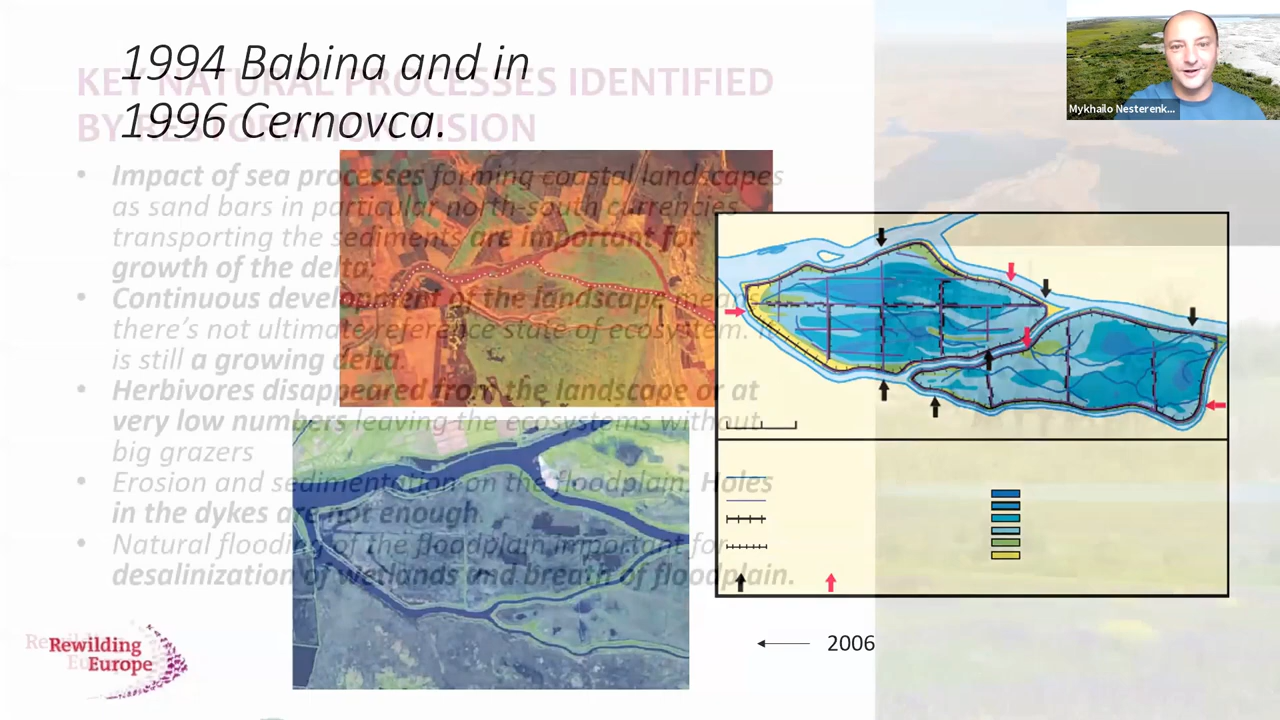 1994 Babina and in
1996 Cernovca.
KEY NATURAL PROCESSES IDENTIFIED
BY RESTORATION VISION
• Impact of sea processes forming coastal landscapes
as sand bars in particular north-south currencies
transporting the sediments are important for
growth of the delta;
• Continuous development of the landscape means
there's not ultimate reference state of ecosystem. It
is still a growing delta.
• Herbivores disappeared from the landscape or at
very low numbers leaving the ecosystems without
big grazers
• Erosion and sedimentation on the floodplain. Holes
in the dykes are not enough.
• Natural flooding of the floodplain important for
desalinization of wetlands and breath of floodplain.
Rewilding
Europe
2006
Mykhailo Nesterenk...